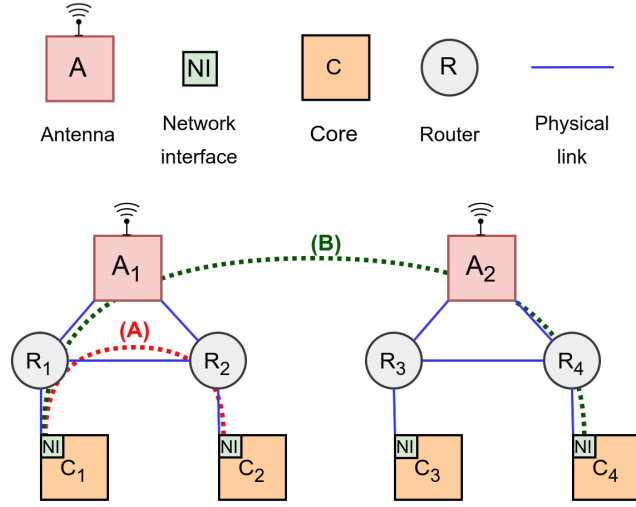 A
NI
C
R
Antenna
Network
interface
Core
Router
Physical
link
(B)
A1
A2
(A)
R1
R2
R3
R4
NI
C1
NI
C2
NI
C3
NI
C4